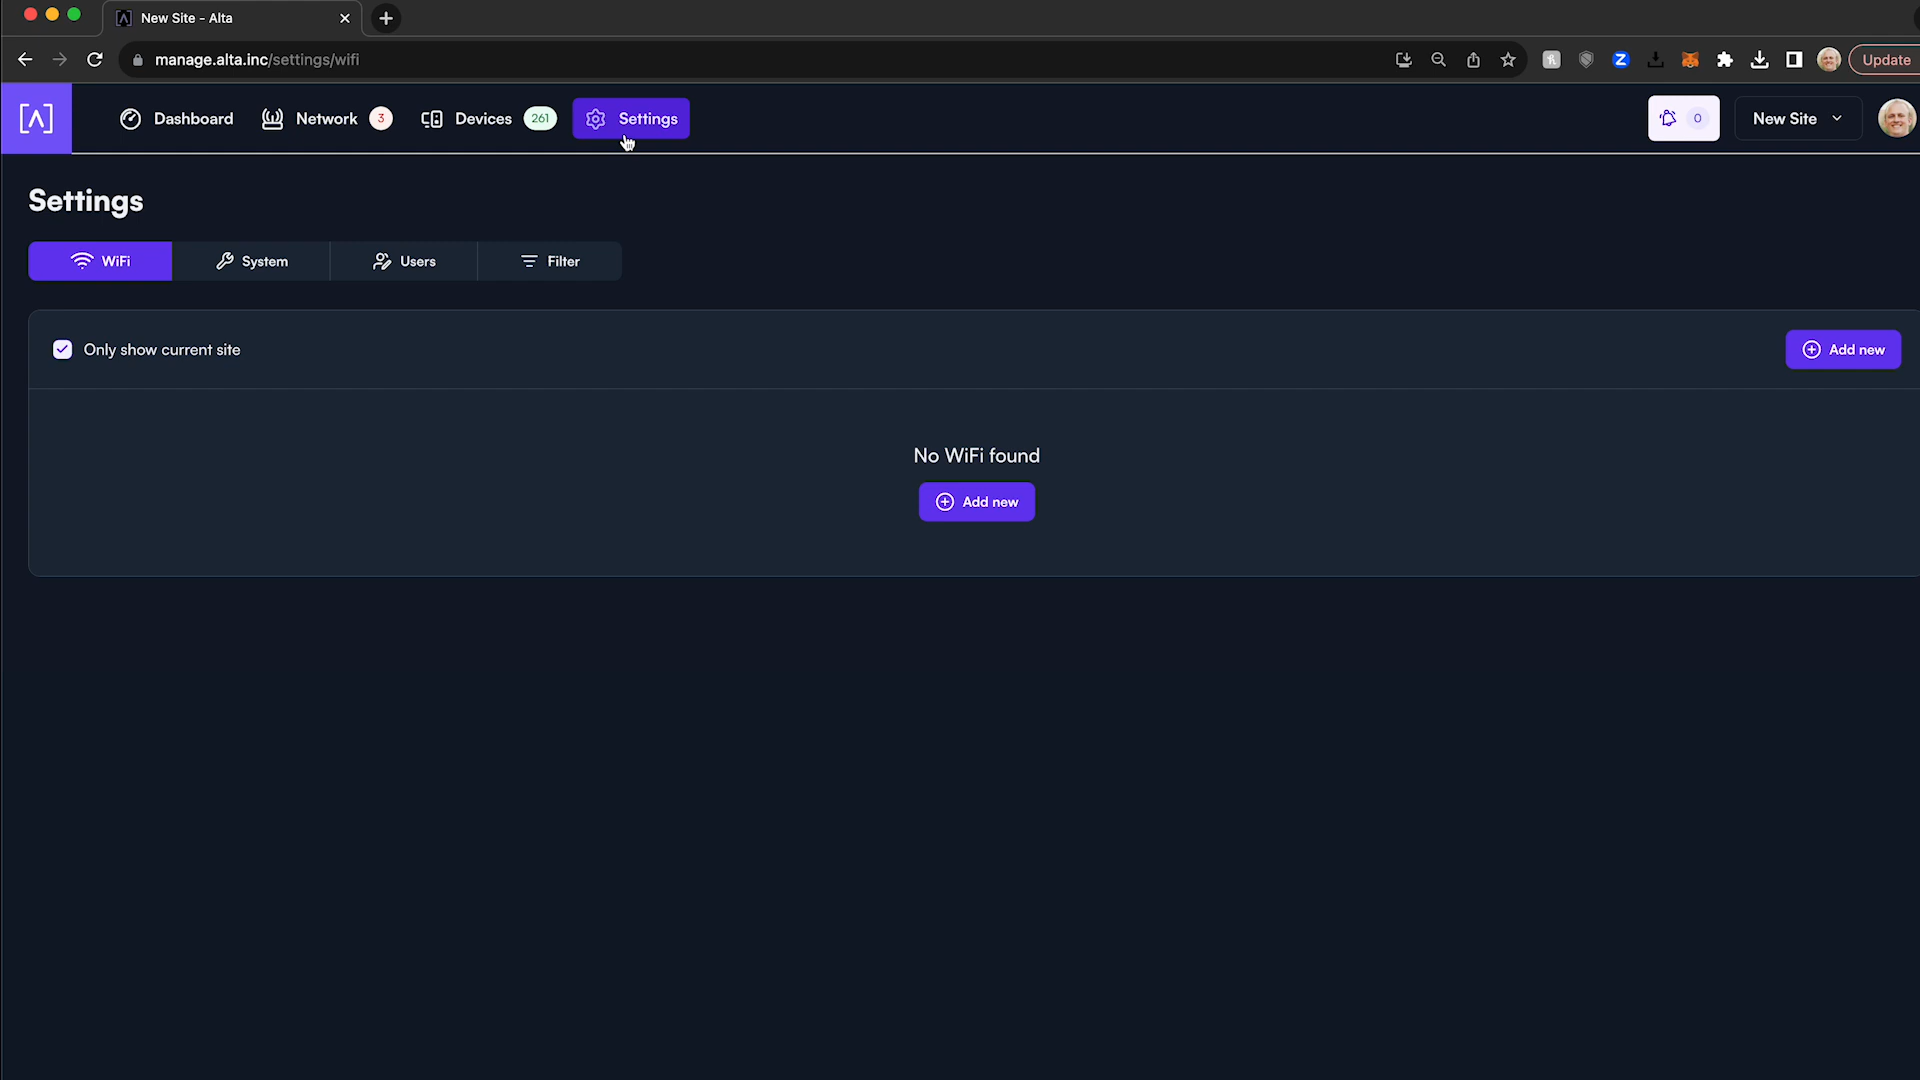 New Site - Alta
manage.alta.inc/settings/wifi
Update
Dashboard
Network 3
Devices 261
Settings
0
New Site
Settings
WiFi
System
Users
Filter
Only show current site
Add new
No WiFi found
Add new